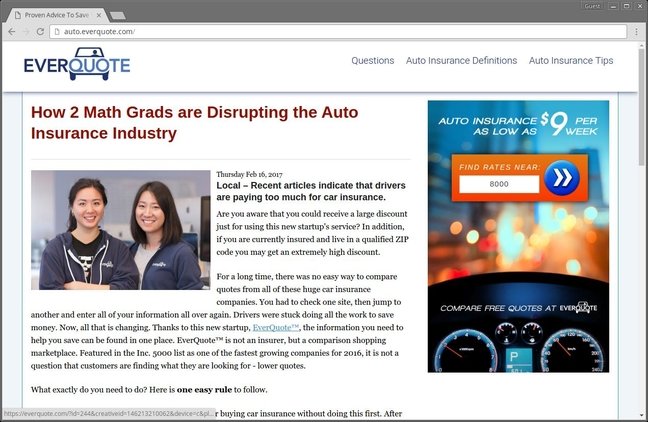 Proven Advice To Save
Guest
auto.everquote.com/
EVERQUOTE
Questions Auto Insurance Definitions Auto Insurance Tips
How 2 Math Grads are Disrupting the Auto
Insurance Industry
Thursday Feb 16, 2017
Local – Recent articles indicate that drivers
are paying too much for car insurance.
Are you aware that you could receive a large discount
just for using this new startup's service? In addition,
if you are currently insured and live in a qualified ZIP
code you may get an extremely high discount.
For a long time, there was no easy way to compare
quotes from all of these huge car insurance
companies. You had to check one site, then jump to
another and enter all of your information all over again. Drivers were stuck doing all the work to save
money. Now, all that is changing. Thanks to this new startup, EverQuote™, the information you need to
help you save can be found in one place. EverQuote™ is not an insurer, but a comparison shopping
marketplace. Featured in the Inc. 5000 list as one of the fastest growing companies for 2016, it is not a
question that customers are finding what they are looking for - lower quotes.
What exactly do you need to do? Here is one easy rule to follow.
r buying car insurance without doing this first. After
https://everquote.com/?id=244&creativeid=146213210062&device=c&pl...
AUTO INSURANCE $9 PER
AS LOW AS WEEK
FIND RATES NEAR:
8000
COMPARE FREE QUOTES AT EVERQUOTE
P